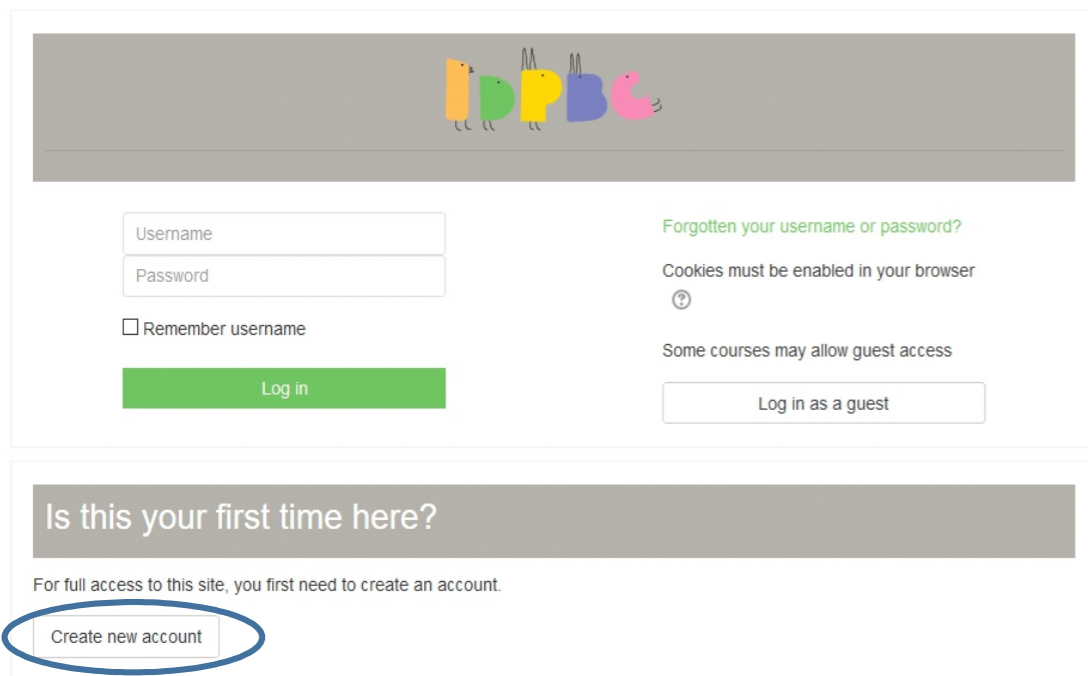 IDPBC
Username
Password
Remember username
Log in
Forgotten your username or password?
Cookies must be enabled in your browser
?
Some courses may allow guest access
Log in as a guest
Is this your first time here?
For full access to this site, you first need to create an account.
Create new account